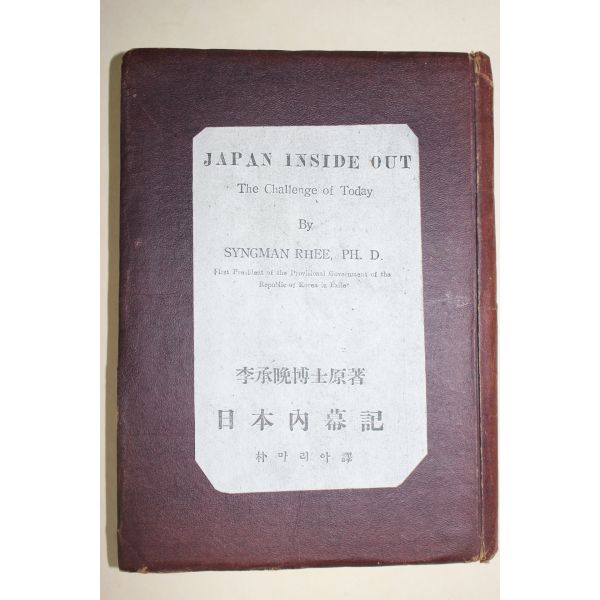 JAPAN INSIDE OUT
The Challenge of Today
By
SYNGMAN RHEE, PH. D.
First President of the Provisional Government of the
Republic of Korea in Exile
李承晩博士原著
日本內幕記
朴마리아譯